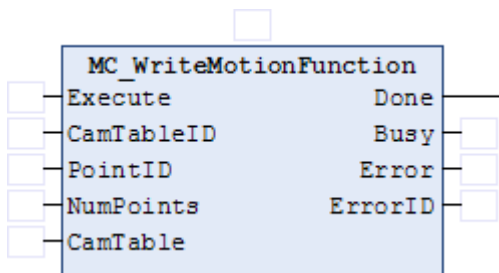 MC_WriteMotionFunction
Execute Done
CamTableID Busy
PointID Error
NumPoints ErrorID
CamTable